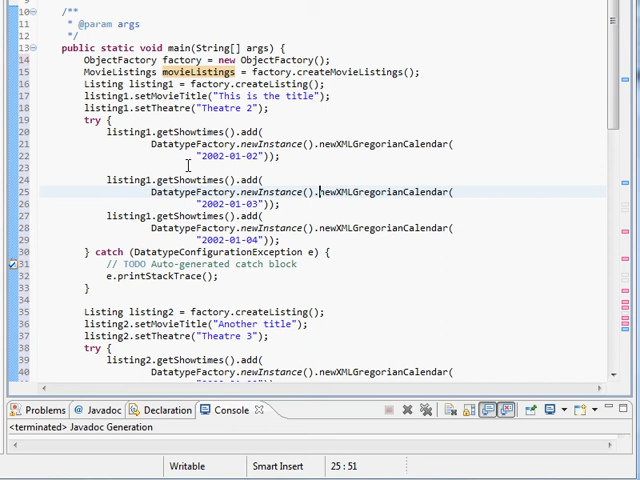 10 /**
11 * @param args
12 */
13 public static void main(String[] args) {
14 ObjectFactory factory = new ObjectFactory();
15 MovieListings movieListings = factory.createMovieListings();
16 Listing listing1 = factory.createListing();
17 listing1.setMovieTitle("This is the title");
18 listing1.setTheatre("Theatre 2");
19 try {
20 listing1.getShowtimes().add(
21 DatatypeFactory.newInstance().newXMLGregorianCalendar(
22 "2002-01-02"));
23
24 listing1.getShowtimes().add(
25 DatatypeFactory.newInstance().newXMLGregorianCalendar(
26 "2002-01-03"));
27 listing1.getShowtimes().add(
28 DatatypeFactory.newInstance().newXMLGregorianCalendar(
29 "2002-01-04"));
30 } catch (DatatypeConfigurationException e) {
31 // TODO Auto-generated catch block
32 e.printStackTrace();
33 }
34
35 Listing listing2 = factory.createListing();
36 listing2.setMovieTitle("Another title");
37 listing2.setTheatre("Theatre 3");
38 try {
39 listing2.getShowtimes().add(
40 DatatypeFactory.newInstance().newXMLGregorianCalendar(
Problems @ Javadoc Declaration Console
<terminated> Javadoc Generation
Writable Smart Insert 25 : 51